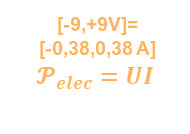 [-9,+9V]=
[-0,38,0,38 A]
𝓟elec = UI